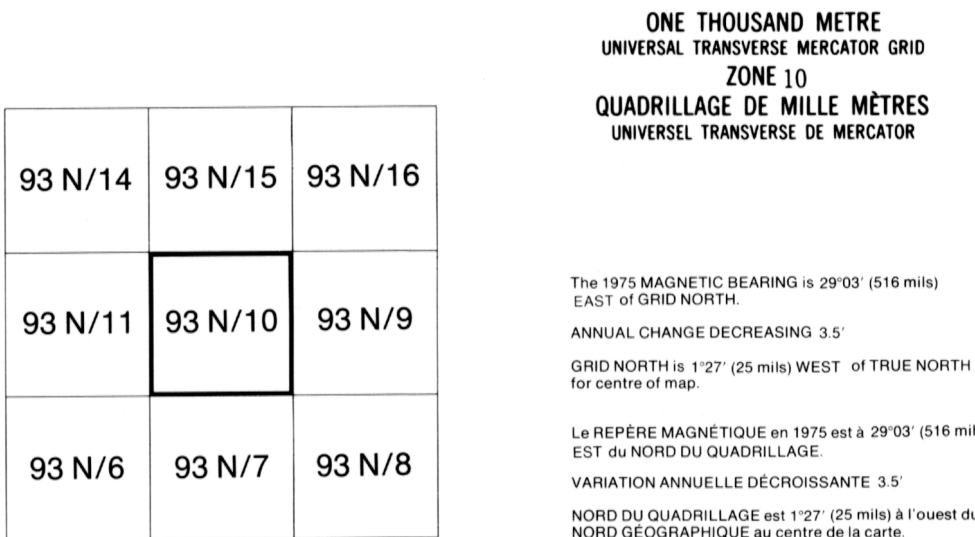 ONE THOUSAND METRE
UNIVERSAL TRANSVERSE MERCATOR GRID
ZONE 10
QUADRILLAGE DE MILLE MÈTRES
UNIVERSEL TRANSVERSE DE MERCATOR
93 N/14 93 N/15 93 N/16
93 N/11 93 N/10 93 N/9
93 N/6 93 N/7 93 N/8
The 1975 MAGNETIC BEARING is 29°03′ (516 mils)
EAST of GRID NORTH.
ANNUAL CHANGE DECREASING 3.5′
GRID NORTH is 1°27′ (25 mils) WEST of TRUE NORTH
for centre of map.
Le REPÈRE MAGNÉTIQUE en 1975 est à 29°03′ (516 mil
EST du NORD DU QUADRILLAGE.
VARIATION ANNUELLE DÉCROISSANTE 3.5′
NORD DU QUADRILLAGE est 1°27′ (25 mils) à l'ouest du
NORD GÉOGRAPHIQUE au centre de la carte.